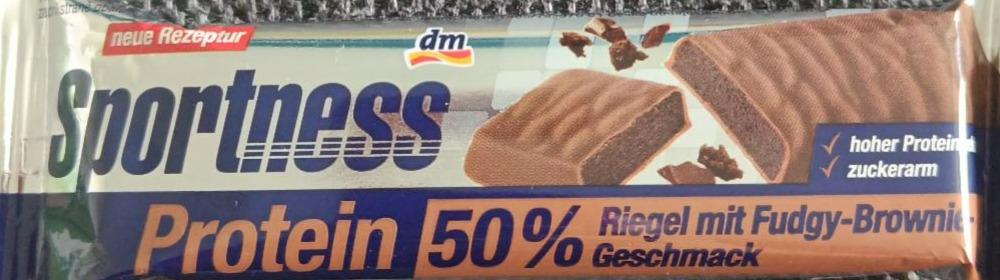 neue Rezeptur
dm
Sportness
hoher Protein
zuckerarm
Protein 50%
Riegel mit Fudgy-Brownie-
Geschmack